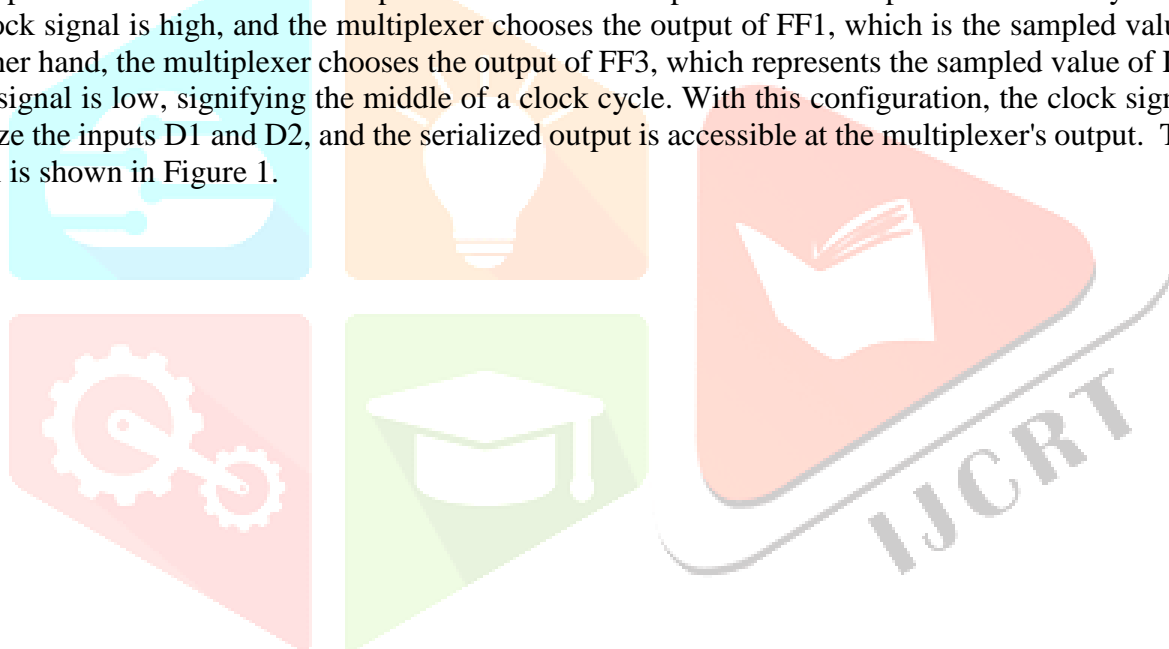 ock signal is high, and the multiplexer chooses the output of FF1, which is the sampled valu
ner hand, the multiplexer chooses the output of FF3, which represents the sampled value of
signal is low, signifying the middle of a clock cycle. With this configuration, the clock sign
ze the inputs D1 and D2, and the serialized output is accessible at the multiplexer's output. T
is shown in Figure 1.
IJCRT